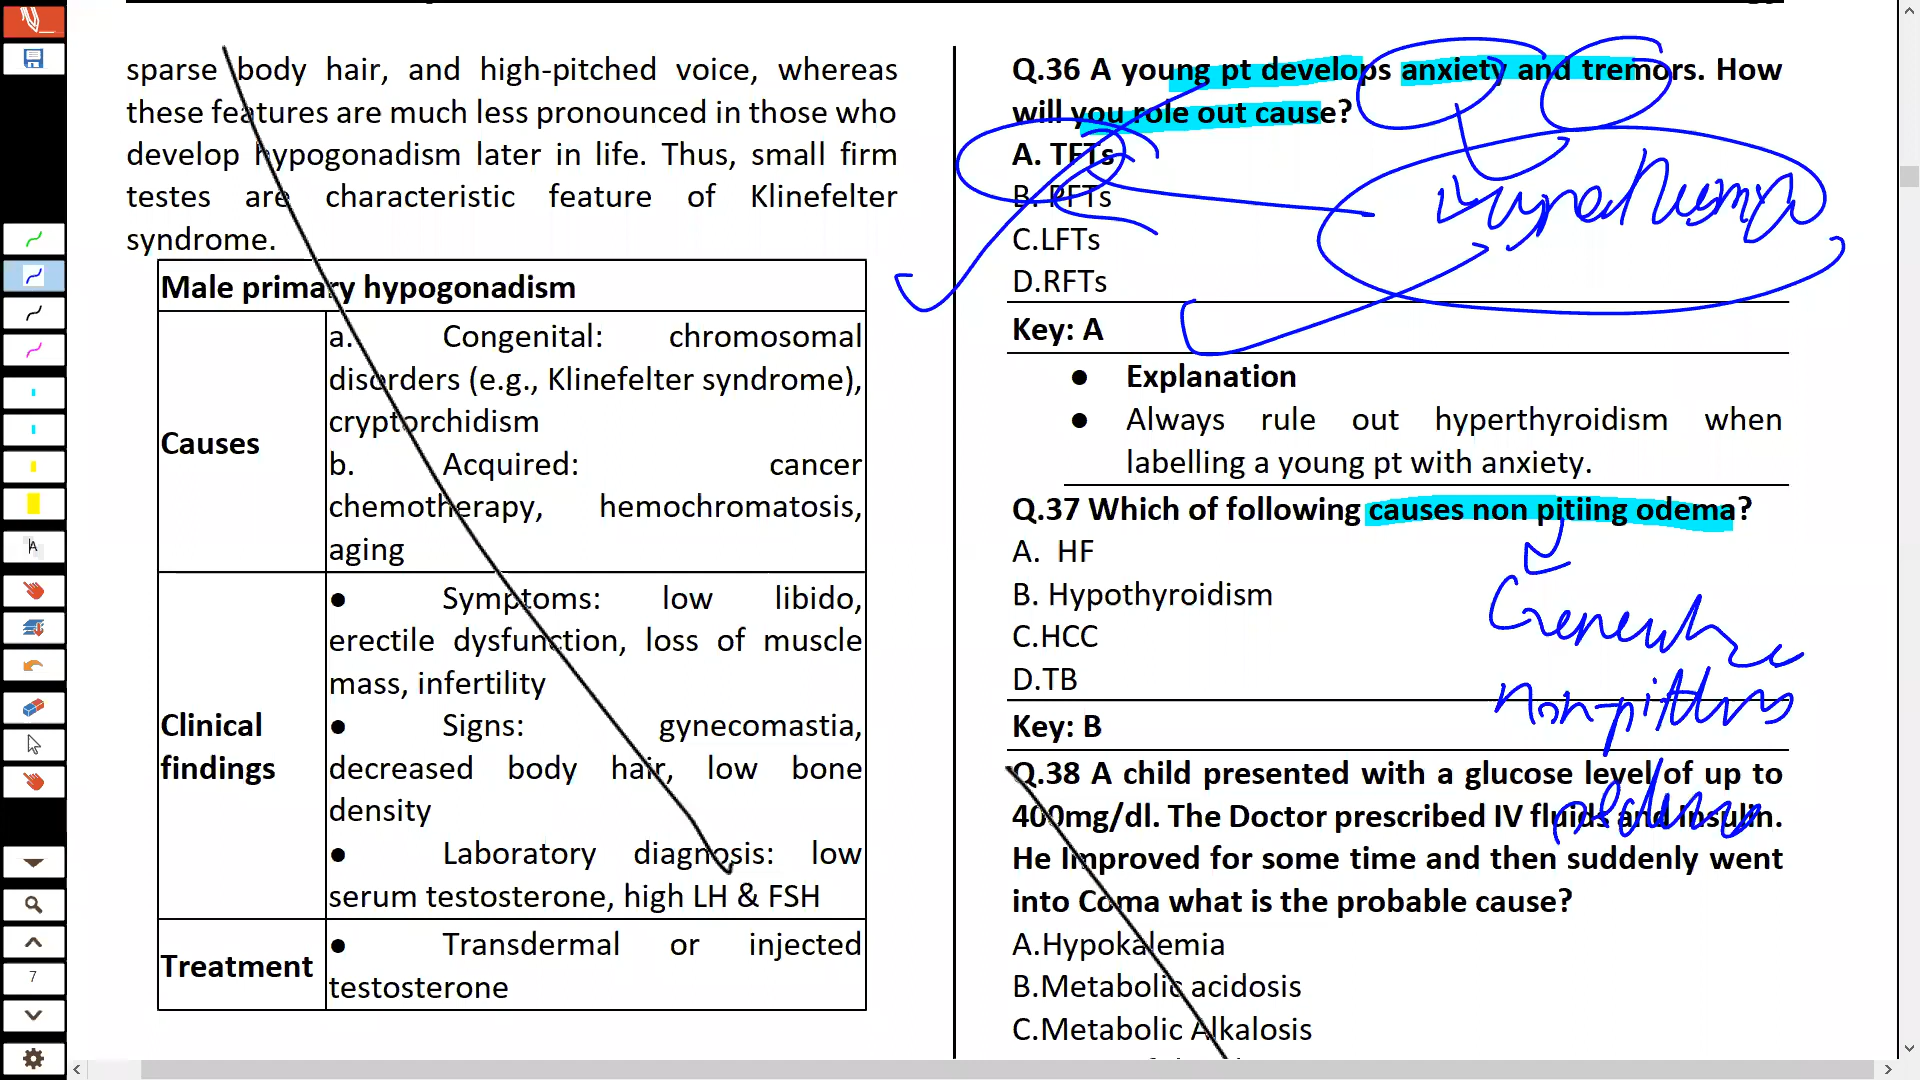 sparse body hair, and high-pitched voice, whereas
these features are much less pronounced in those who
develop hypogonadism later in life. Thus, small firm
testes are characteristic feature of Klinefelter
syndrome.
Male primary hypogonadism
Causes
a. Congenital: chromosomal
disorders (e.g., Klinefelter syndrome),
cryptorchidism
b. Acquired: cancer
chemotherapy, hemochromatosis,
aging
Clinical
findings
● Symptoms: low libido,
erectile dysfunction, loss of muscle
mass, infertility
● Signs: gynecomastia,
decreased body hair, low bone
density
● Laboratory diagnosis: low
serum testosterone, high LH & FSH
Treatment
● Transdermal or injected
testosterone
Q.36 A young pt develops anxiety and tremors. How
will you role out cause?
A. TFTs
B. PFTs
C.LFTs
D.RFTs
Key: A
● Explanation
● Always rule out hyperthyroidism when
labelling a young pt with anxiety.
Q.37 Which of following causes non pitiing odema?
A. HF
B. Hypothyroidism
C.HCC
D.TB
Key: B
Q.38 A child presented with a glucose level of up to
400mg/dl. The Doctor prescribed IV fluids and Insulin.
He Improved for some time and then suddenly went
into Coma what is the probable cause?
A.Hypokalemia
B.Metabolic acidosis
C.Metabolic Alkalosis
7